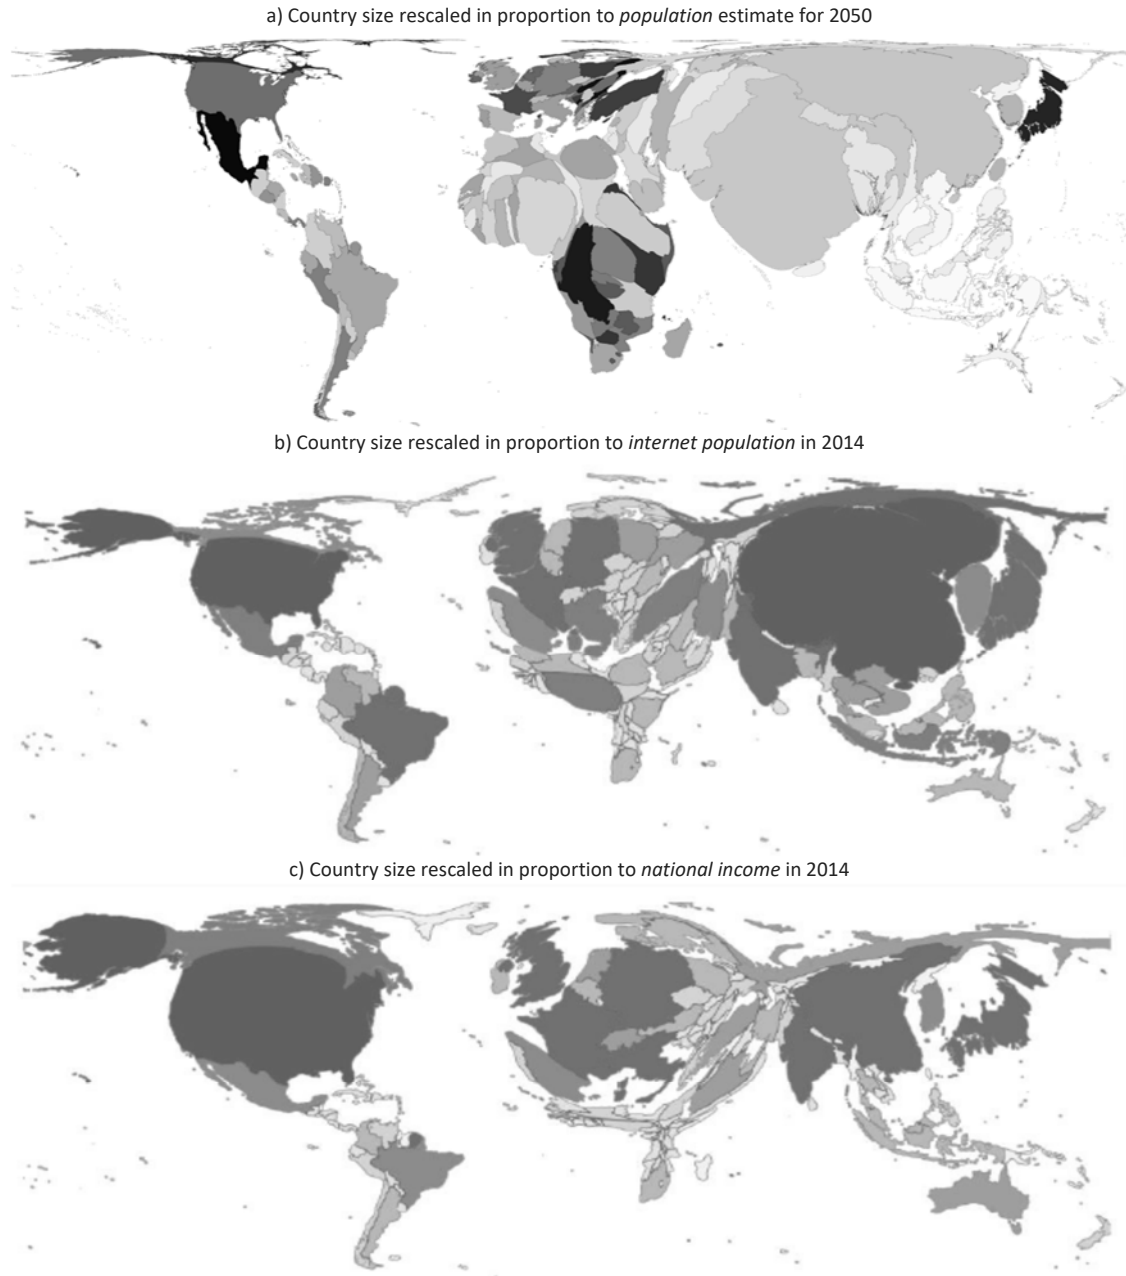 a) Country size rescaled in proportion to population estimate for 2050
b) Country size rescaled in proportion to internet population in 2014
c) Country size rescaled in proportion to national income in 2014